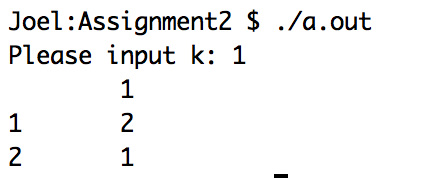 Joel:Assignment2 $ ./a.out
Please input k: 1
1
1 2
2 1